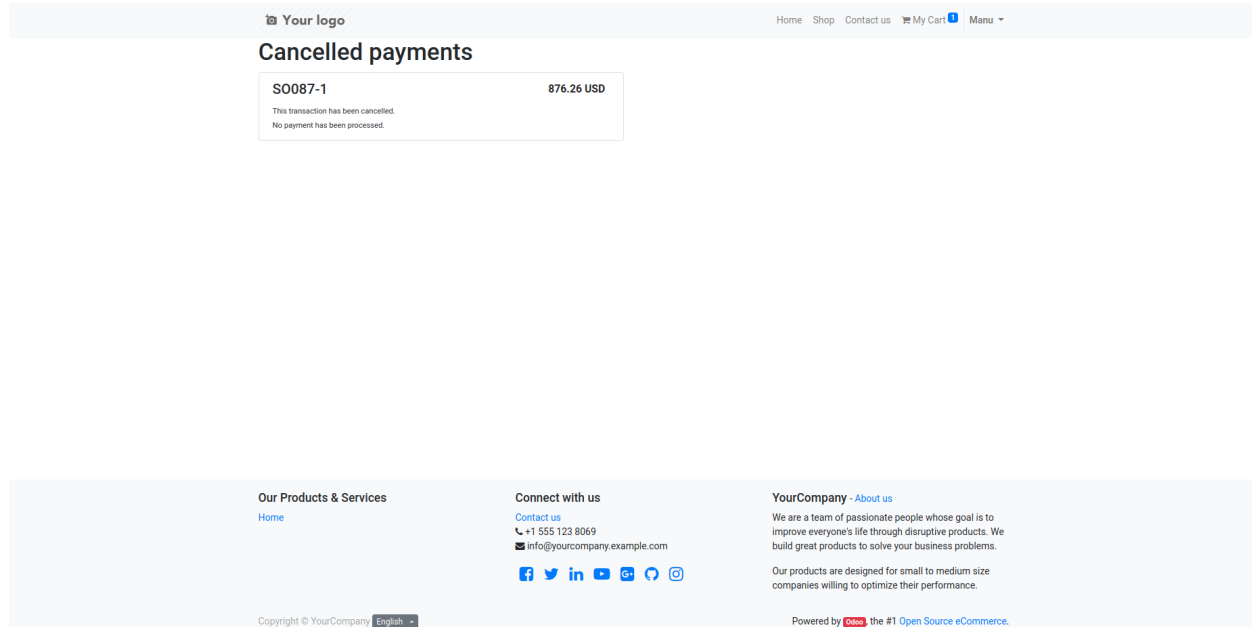 Your logo
Home Shop Contact us My Cart 1 Manu
Cancelled payments
SO087-1 876.26 USD
This transaction has been cancelled.
No payment has been processed.
Our Products & Services
Home
Connect with us
Contact us
+1 555 123 8069
info@yourcompany.example.com
YourCompany - About us
We are a team of passionate people whose goal is to
improve everyone's life through disruptive products. We
build great products to solve your business problems.
Our products are designed for small to medium size
companies willing to optimize their performance.
Copyright © YourCompany English
Powered by Odoo, the #1 Open Source eCommerce.